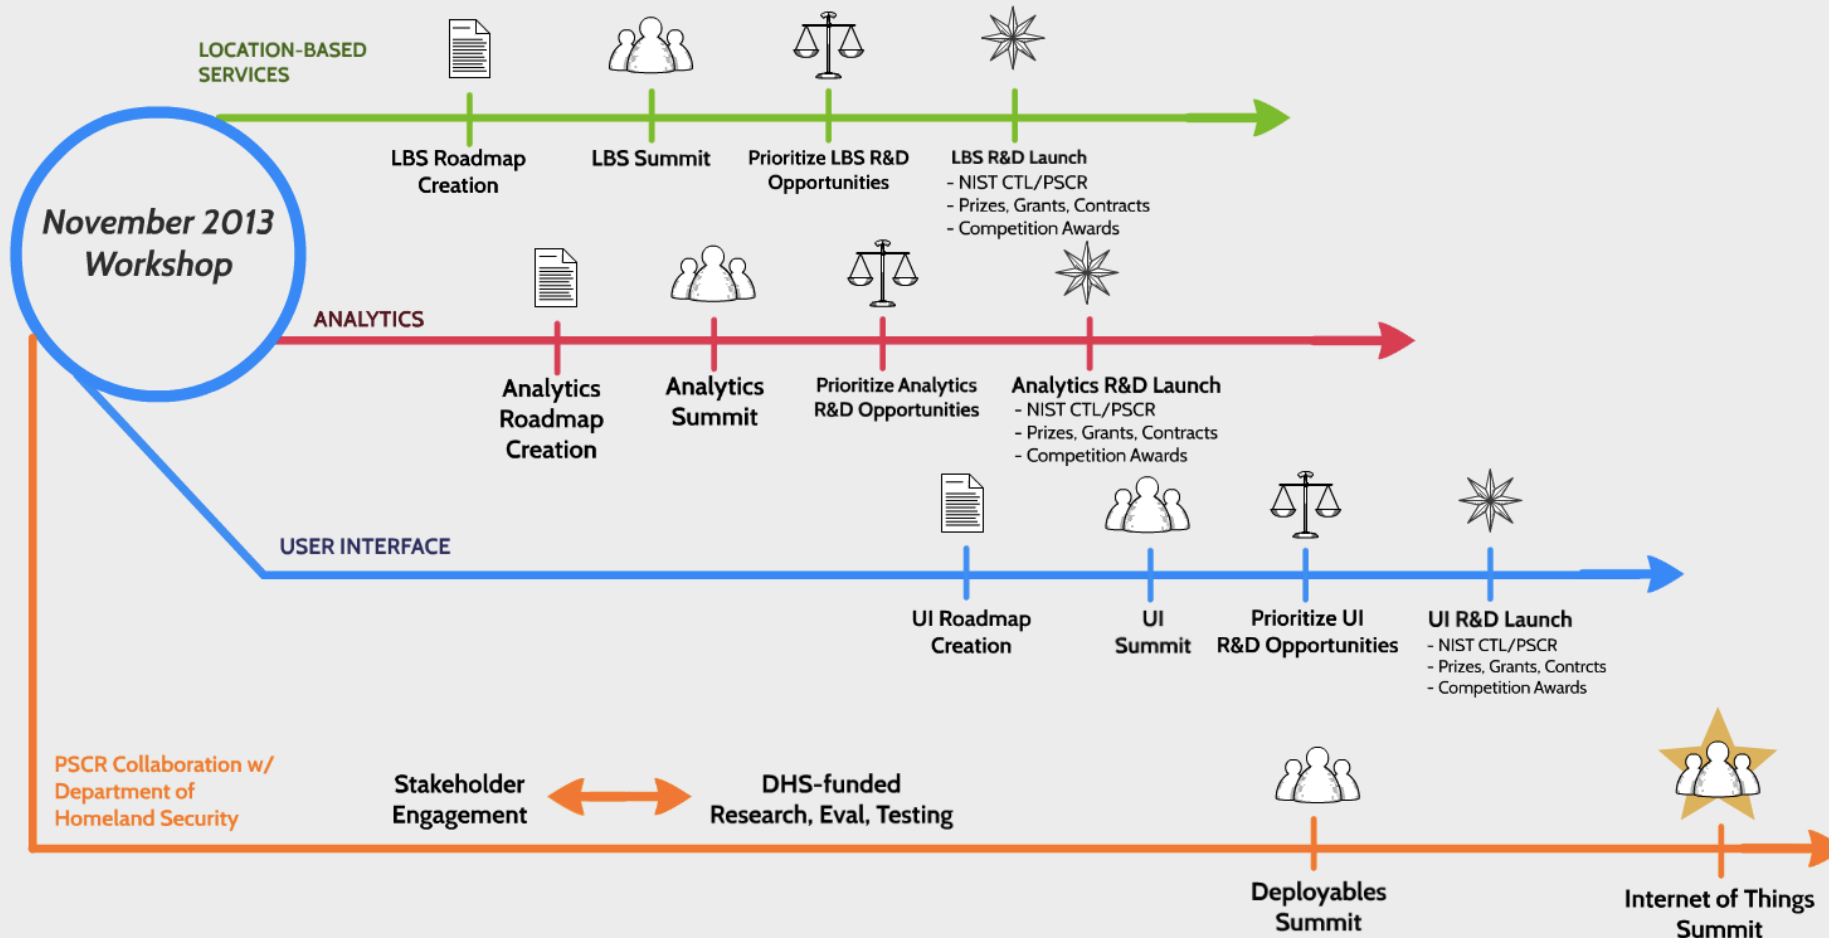 LOCATION-BASED
SERVICES
LBS Roadmap
Creation
LBS Summit
Prioritize LBS R&D
Opportunities
LBS R&D Launch
- NIST CTL/PSCR
- Prizes, Grants, Contracts
- Competition Awards
November 2013
Workshop
ANALYTICS
Analytics
Roadmap
Creation
Analytics
Summit
Prioritize Analytics
R&D Opportunities
Analytics R&D Launch
- NIST CTL/PSCR
- Prizes, Grants, Contracts
- Competition Awards
USER INTERFACE
UI Roadmap
Creation
UI
Summit
Prioritize UI
R&D Opportunities
UI R&D Launch
- NIST CTL/PSCR
- Prizes, Grants, Contrcts
- Competition Awards
PSCR Collaboration w/
Department of
Homeland Security
Stakeholder
Engagement
DHS-funded
Research, Eval, Testing
Deployables
Summit
Internet of Things
Summit